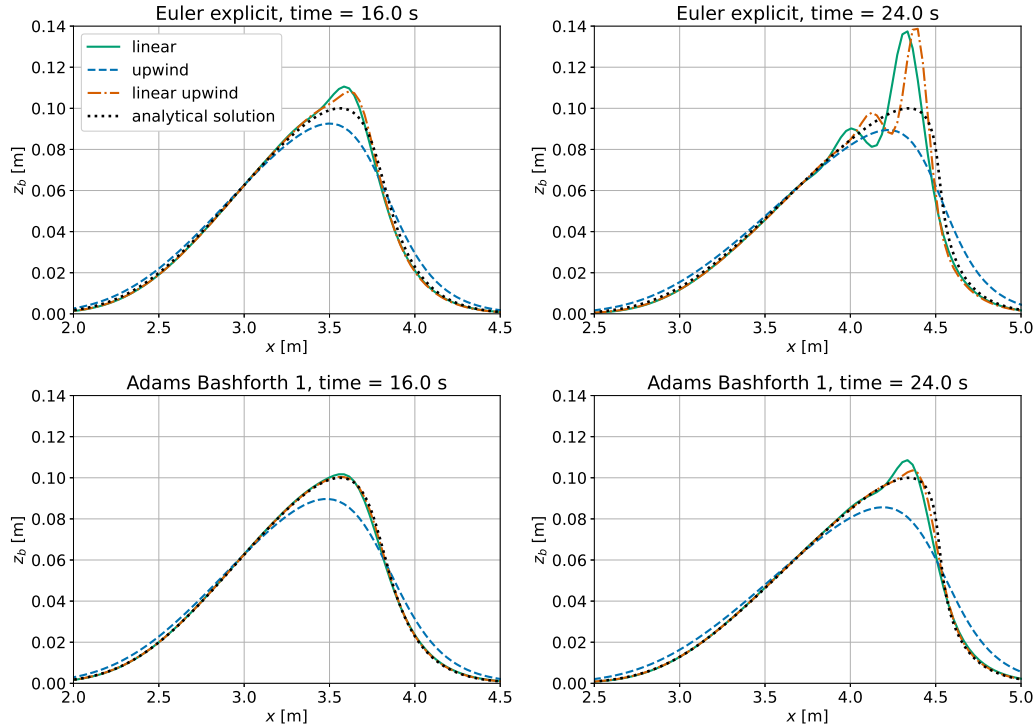 Euler explicit, time = 16.0 s
0.14
0.12
0.10
0.08
0.06
0.04
0.02
0.00
z_b [m]
linear
upwind
linear upwind
analytical solution
2.0 2.5 3.0 3.5 4.0 4.5
x [m]
Euler explicit, time = 24.0 s
0.14
0.12
0.10
0.08
0.06
0.04
0.02
0.00
z_b [m]
2.5 3.0 3.5 4.0 4.5 5.0
x [m]
Adams Bashforth 1, time = 16.0 s
0.14
0.12
0.10
0.08
0.06
0.04
0.02
0.00
z_b [m]
2.0 2.5 3.0 3.5 4.0 4.5
x [m]
Adams Bashforth 1, time = 24.0 s
0.14
0.12
0.10
0.08
0.06
0.04
0.02
0.00
z_b [m]
2.5 3.0 3.5 4.0 4.5 5.0
x [m]